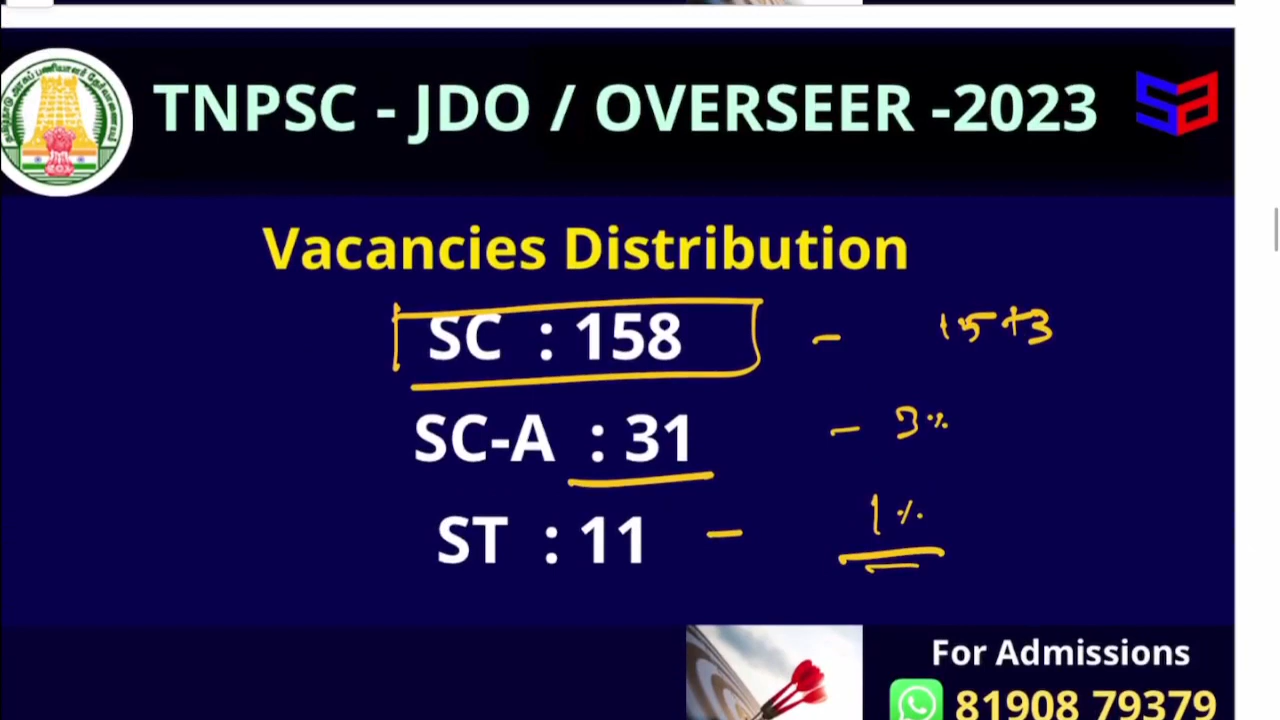 TNPSC - JDO / OVERSEER -2023
Vacancies Distribution
SC : 158 - 15+3
SC-A : 31 - 3%
ST : 11 - 1%
For Admissions
81908 79379